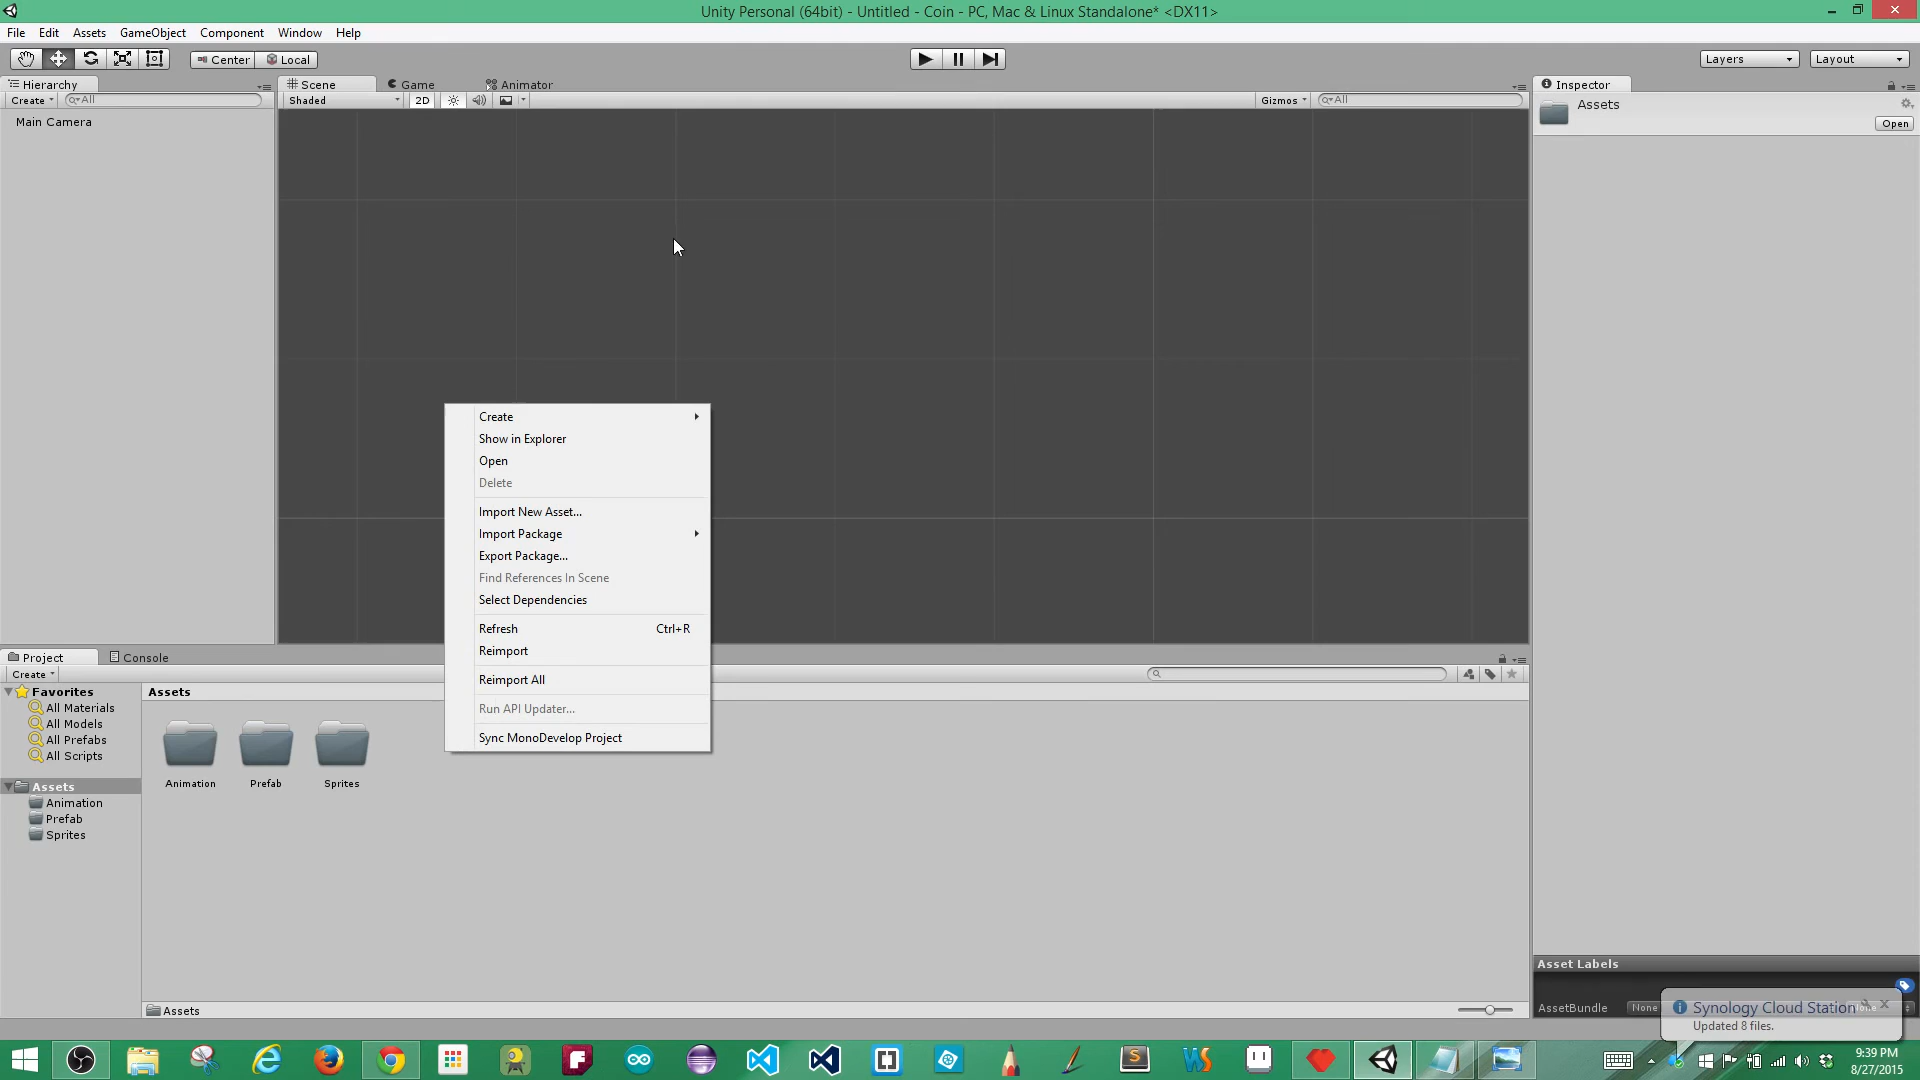 Unity Personal (64bit) - Untitled - Coin - PC, Mac & Linux Standalone* <DX11>
File Edit Assets GameObject Component Window Help
Center Local Layers Layout
Hierarchy
Create All
Main Camera
Scene Game Animator
Shaded 2D Gizmos All
Inspector
Assets
Open
Create
Show in Explorer
Open
Delete
Import New Asset...
Import Package
Export Package...
Find References In Scene
Select Dependencies
Refresh Ctrl+R
Reimport
Reimport All
Run API Updater...
Sync MonoDevelop Project
Project Console
Create
Favorites
All Materials
All Models
All Prefabs
All Scripts
Assets
Animation
Prefab
Sprites
Assets
Animation Prefab Sprites
Assets
Asset Labels
AssetBundle None
Synology Cloud Station
Updated 8 files.
9:39 PM
8/27/2015